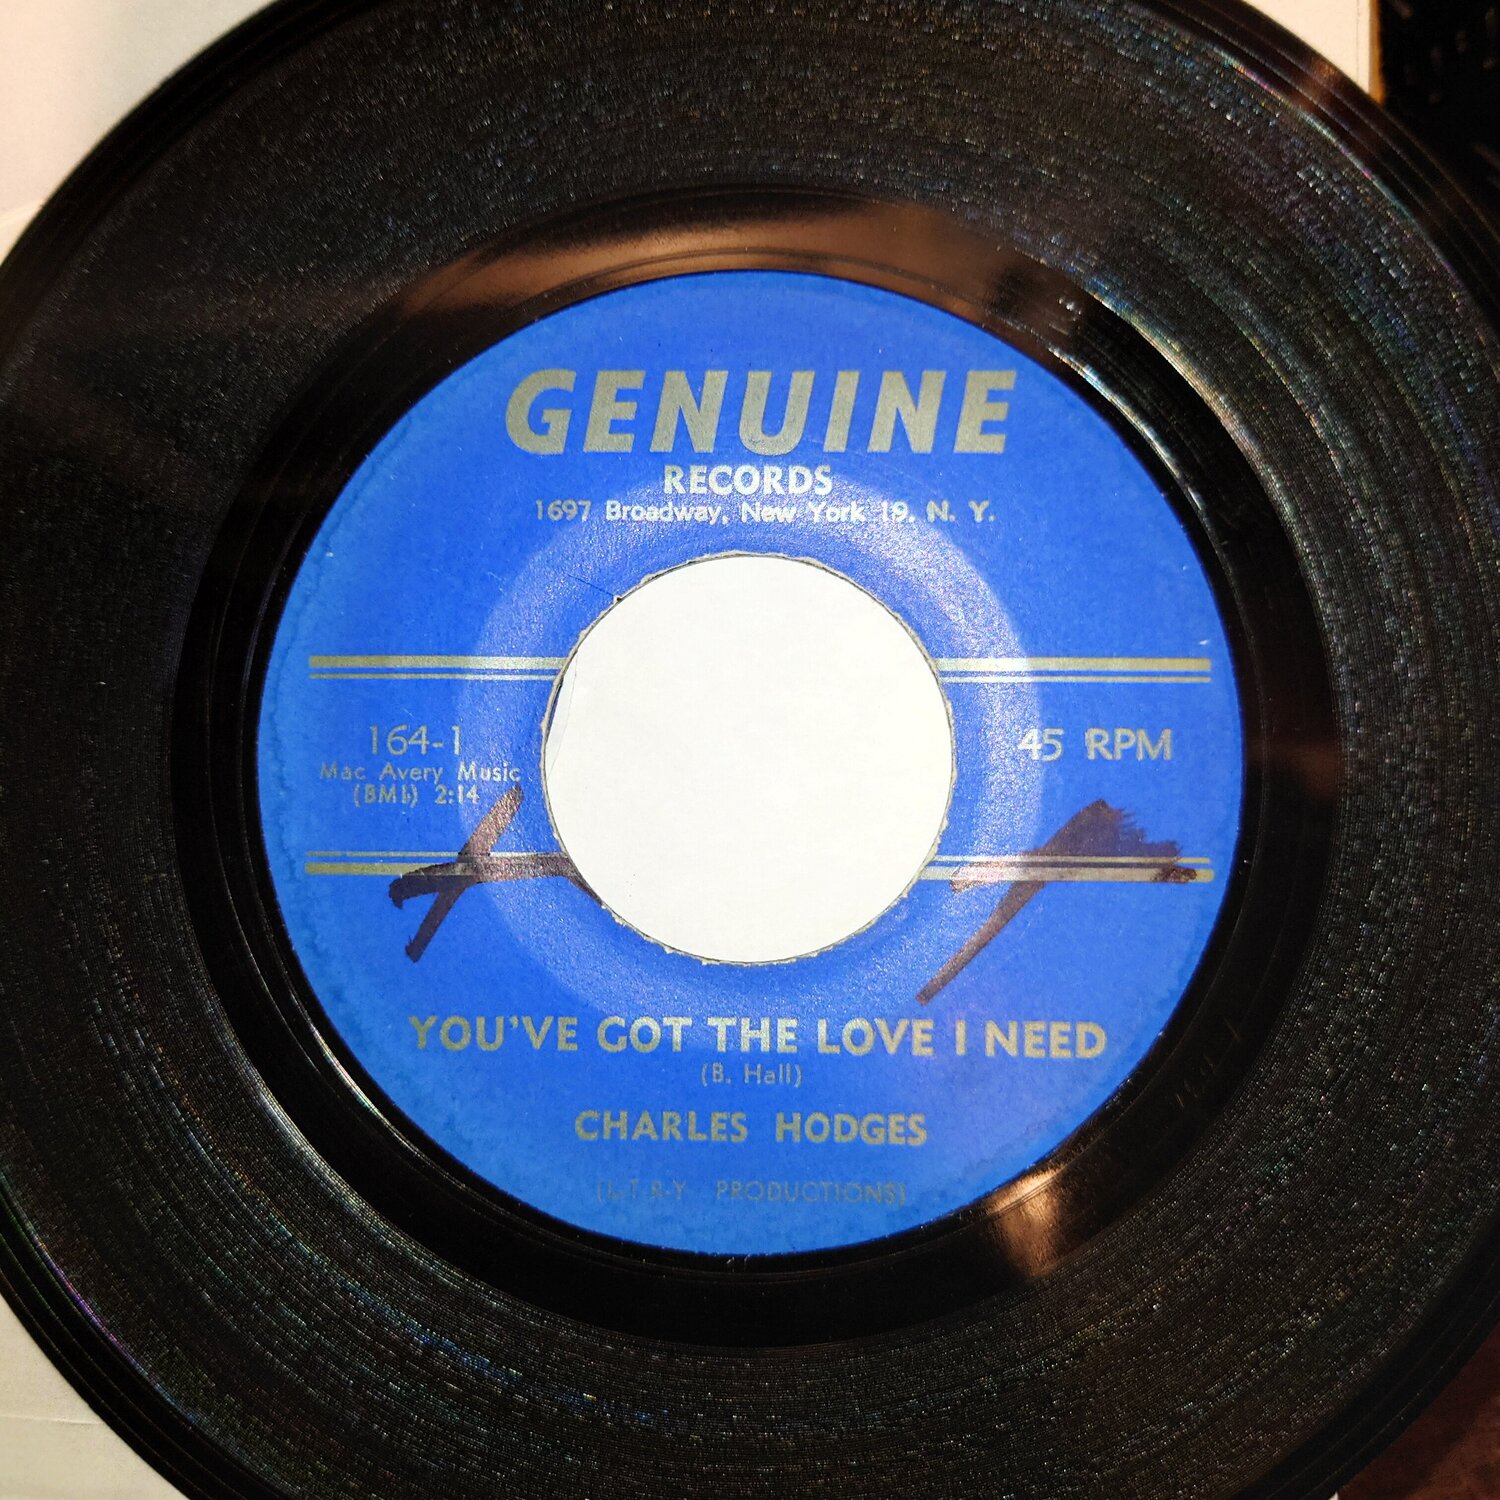 GENUINE
RECORDS
1697 Broadway, New York 19, N. Y.
164-1
45 RPM
Mac Avery Music
(BMI) 2:14
YOU'VE GOT THE LOVE I NEED
(B. Hall)
CHARLES HODGES
PRODUCTIONS)